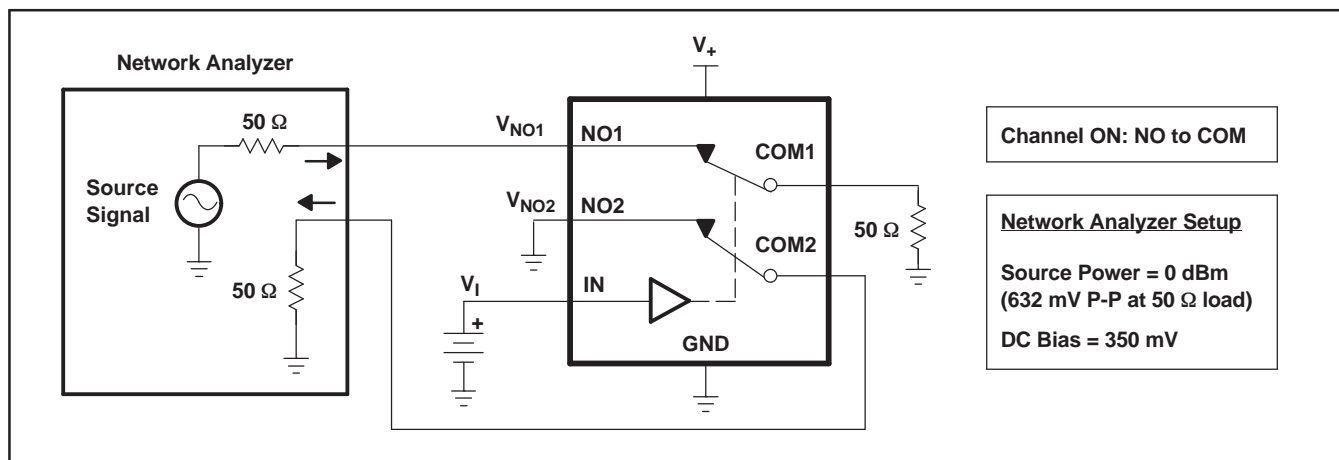 Network Analyzer
50 Ω
Source
Signal
50 Ω
V+
VNO1
NO1
COM1
VNO2
NO2
COM2
50 Ω
VI
IN
+
GND
Channel ON: NO to COM
Network Analyzer Setup
Source Power = 0 dBm
(632 mV P-P at 50 Ω load)
DC Bias = 350 mV